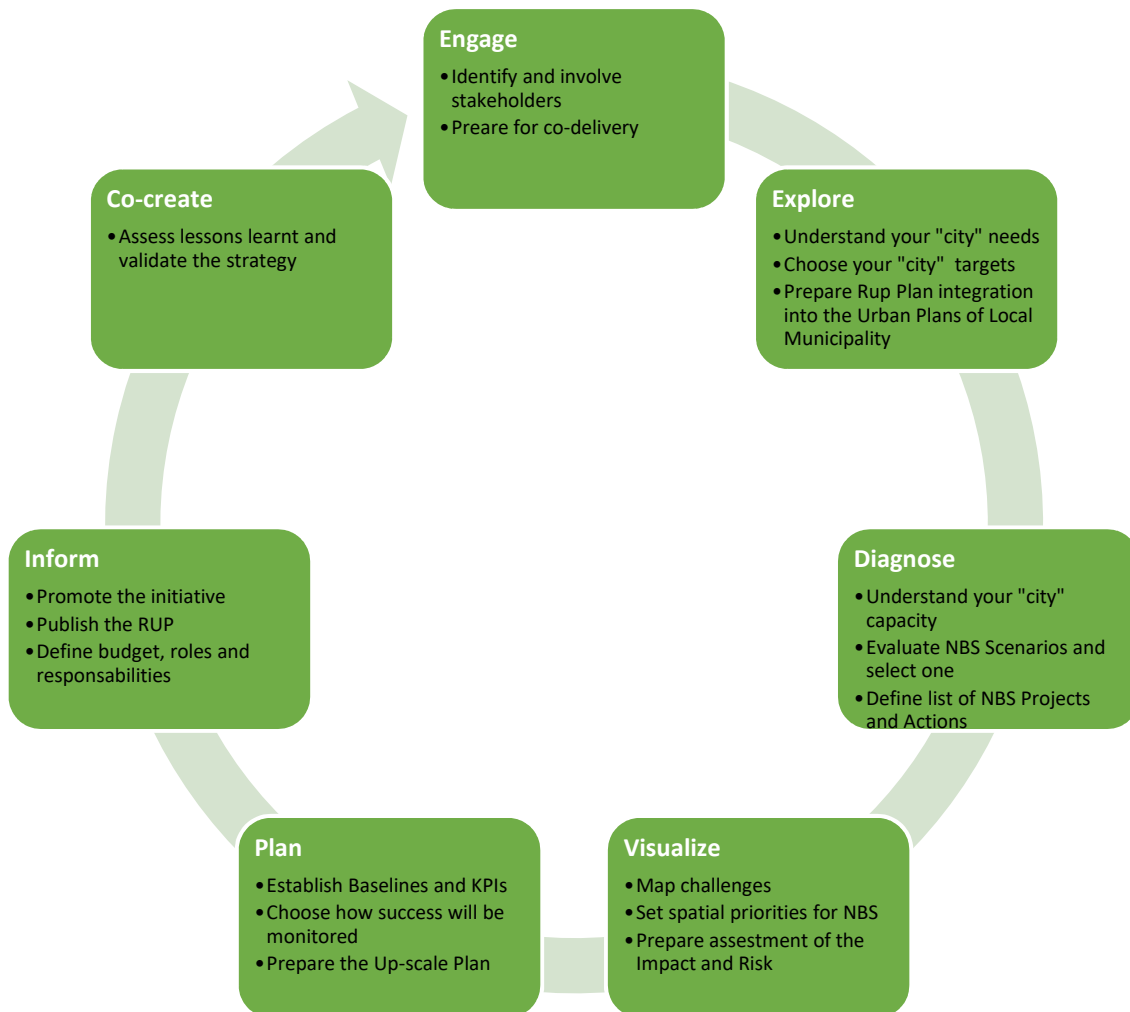 Engage
•Identify and involve
stakeholders
•Preare for co-delivery
Explore
•Understand your "city" needs
•Choose your "city" targets
•Prepare Rup Plan integration
into the Urban Plans of Local
Municipality
Diagnose
•Understand your "city"
capacity
•Evaluate NBS Scenarios and
select one
•Define list of NBS Projects
and Actions
Visualize
•Map challenges
•Set spatial priorities for NBS
•Prepare assestment of the
Impact and Risk
Plan
•Establish Baselines and KPIs
•Choose how success will be
monitored
•Prepare the Up-scale Plan
Inform
•Promote the initiative
•Publish the RUP
•Define budget, roles and
responsabilities
Co-create
•Assess lessons learnt and
validate the strategy